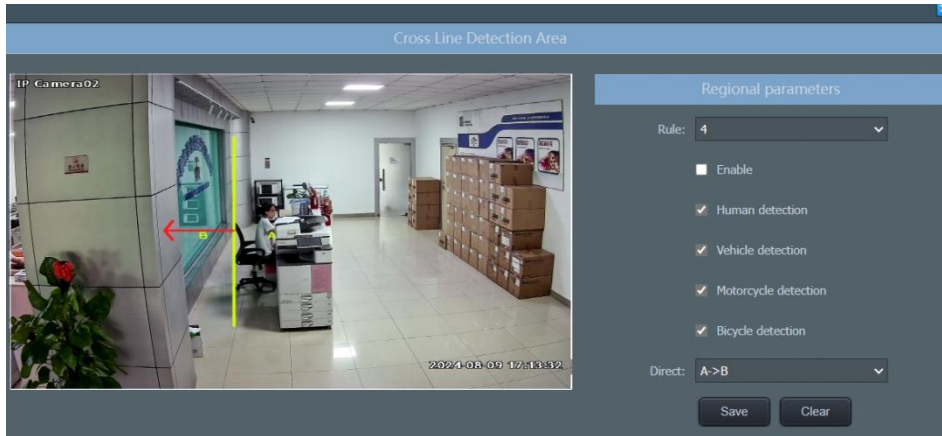 Cross Line Detection Area
IP Camera02
B
A
2024-08-09 17:13:32
Regional parameters
Rule: 4
Enable
Human detection
Vehicle detection
Motorcycle detection
Bicycle detection
Direct: A->B
Save Clear